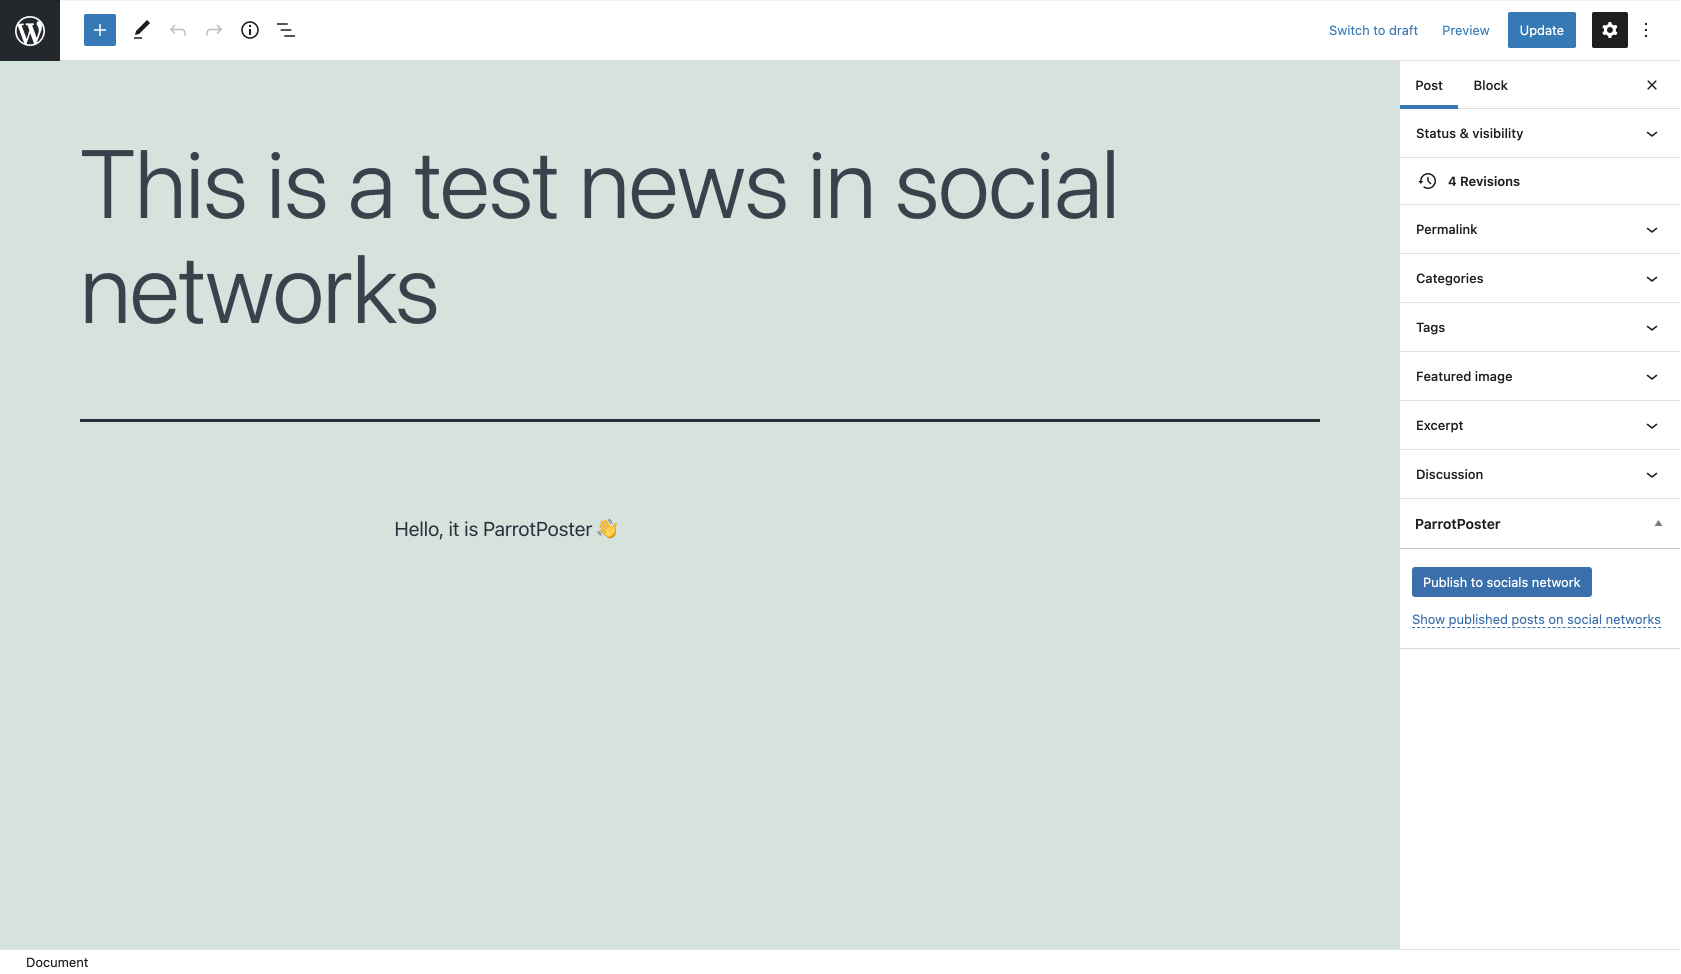 Switch to draft Preview Update
Post Block
Status & visibility
4 Revisions
Permalink
Categories
Tags
Featured image
Excerpt
Discussion
ParrotPoster
Publish to socials network
Show published posts on social networks
This is a test news in social
networks
Hello, it is ParrotPoster 👋
Document